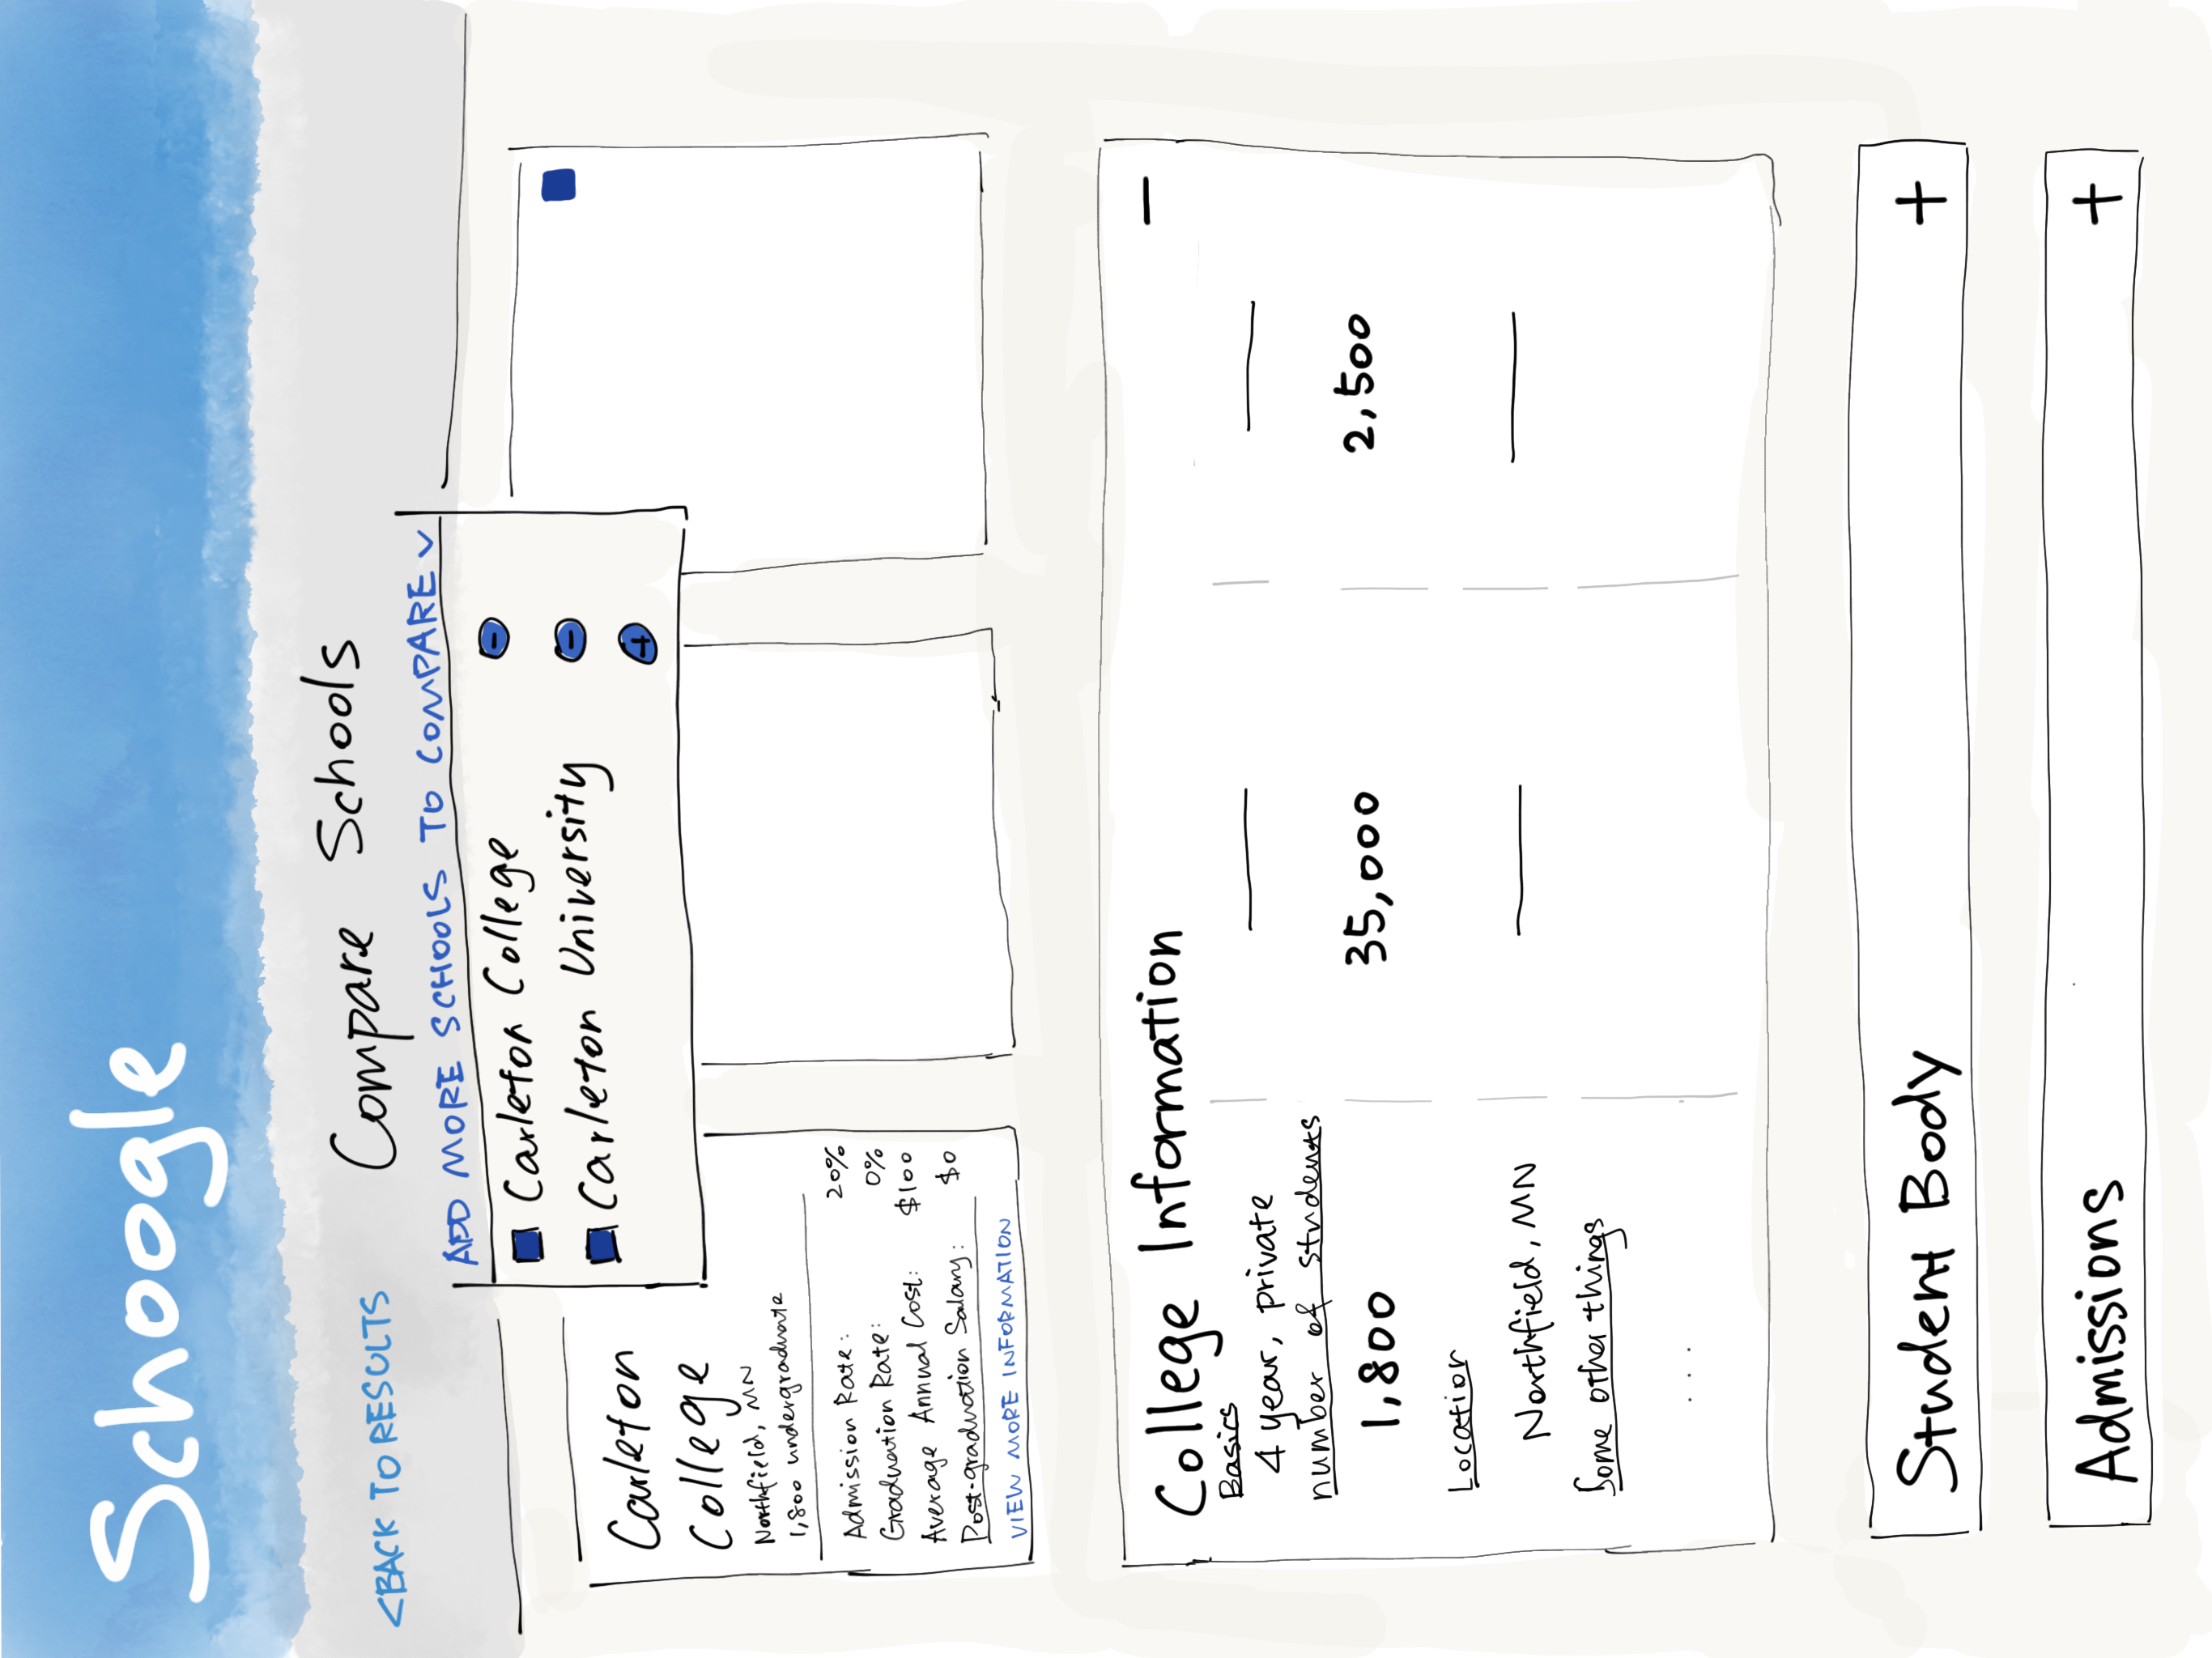 Schoogle
<BACK TO RESULTS
Compare Schools
ADD MORE SCHOOLS TO COMPARE ∨
Carleton College -
Carleton University -
+
Carleton
College
Northfield, MN
1,800 undergraduate
Admission Rate: 20%
Graduation Rate: 0%
Average Annual Cost: $100
Post-graduation Salary: $0
VIEW MORE INFORMATION
College Information -
Basics
4 year, private
number of students
1,800 35,000 2,500
Location
Northfield, MN
Some other things
....
Student Body +
Admissions +